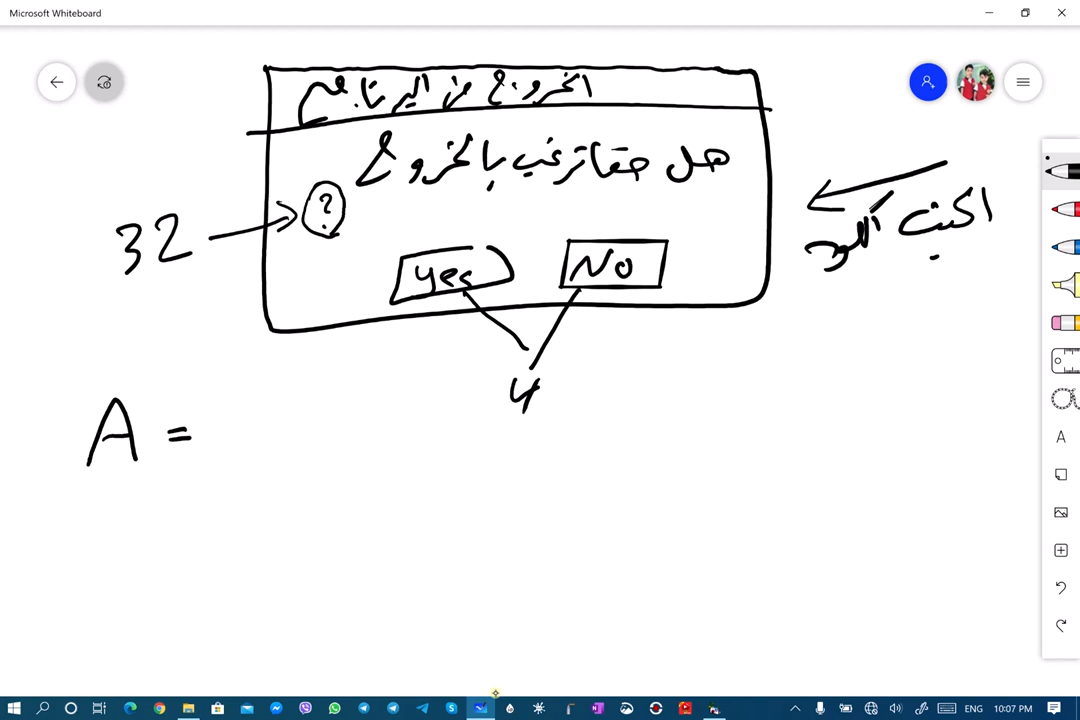 Microsoft Whiteboard
الخروج من البرنامج
هل حقا ترغب بالخروج
؟
32
Yes
No
اكتب الكود
4
A =
A
ENG
10:07 PM